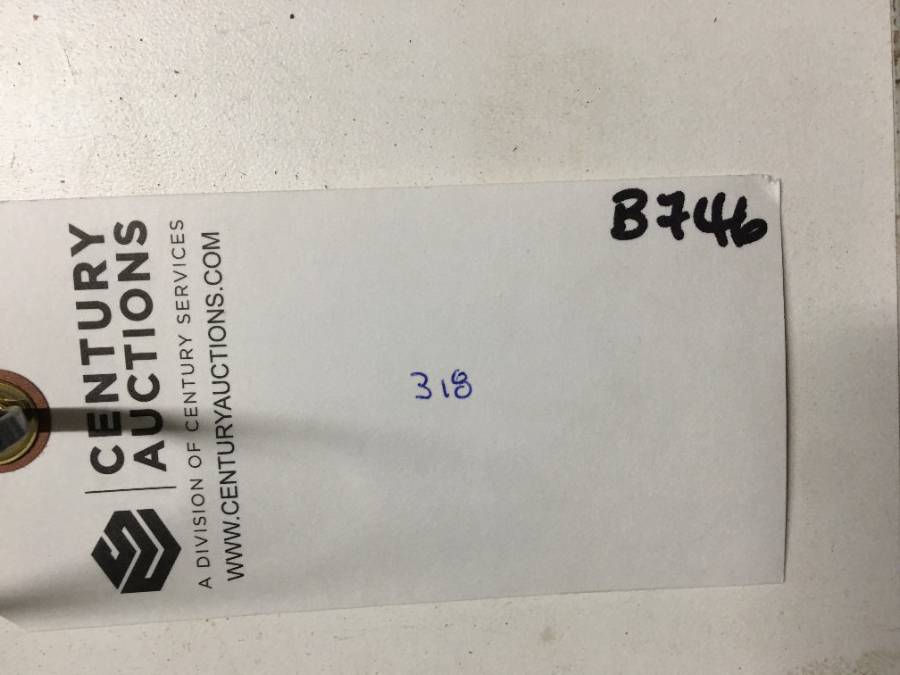 CENTURY
AUCTIONS
A DIVISION OF CENTURY SERVICES
WWW.CENTURYAUCTIONS.COM
318
B746